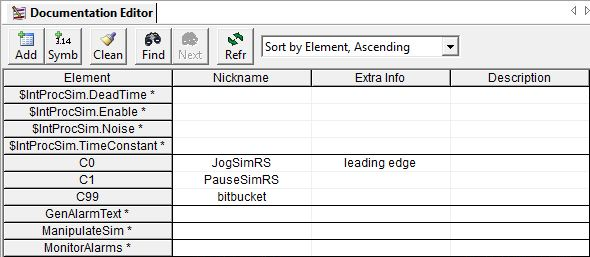 Documentation Editor
Add Symb Clean Find Next Refr Sort by Element, Ascending
Element Nickname Extra Info Description
$IntProcSim.DeadTime *
$IntProcSim.Enable *
$IntProcSim.Noise *
$IntProcSim.TimeConstant *
C0 JogSimRS leading edge
C1 PauseSimRS
C99 bitbucket
GenAlarmText *
ManipulateSim *
MonitorAlarms *